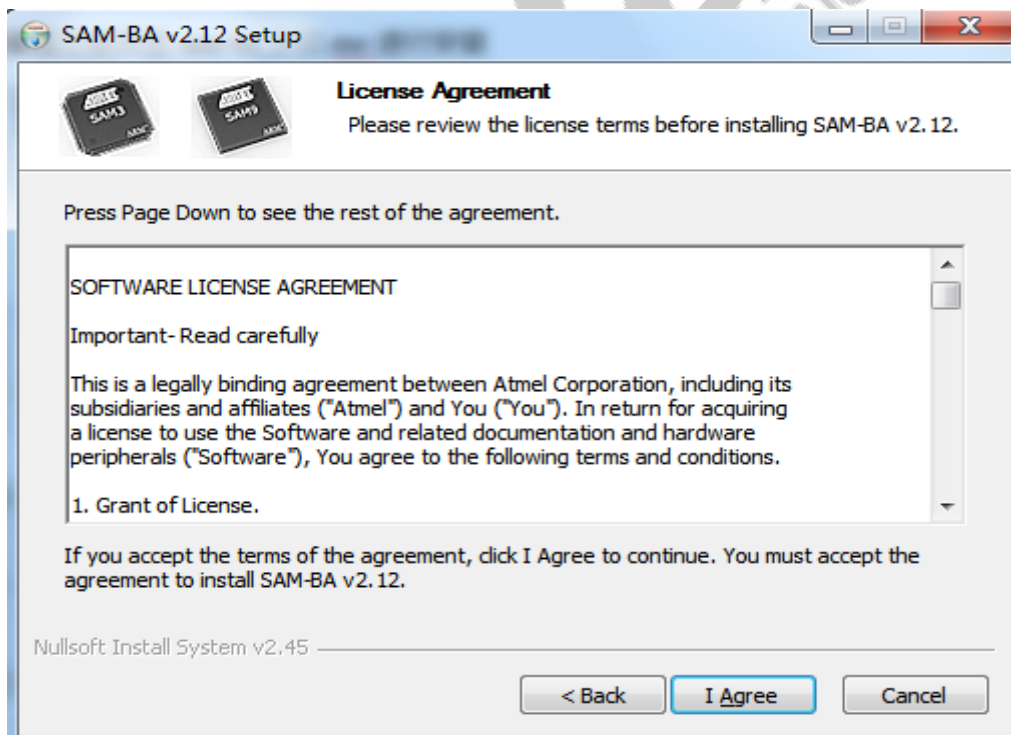 SAM-BA v2.12 Setup
License Agreement
Please review the license terms before installing SAM-BA v2.12.
SAM3
SAM9
Press Page Down to see the rest of the agreement.
SOFTWARE LICENSE AGREEMENT
Important- Read carefully
This is a legally binding agreement between Atmel Corporation, including its
subsidiaries and affiliates ("Atmel") and You ("You"). In return for acquiring
a license to use the Software and related documentation and hardware
peripherals ("Software"), You agree to the following terms and conditions.
1. Grant of License.
If you accept the terms of the agreement, click I Agree to continue. You must accept the
agreement to install SAM-BA v2.12.
Nullsoft Install System v2.45
< Back
I Agree
Cancel